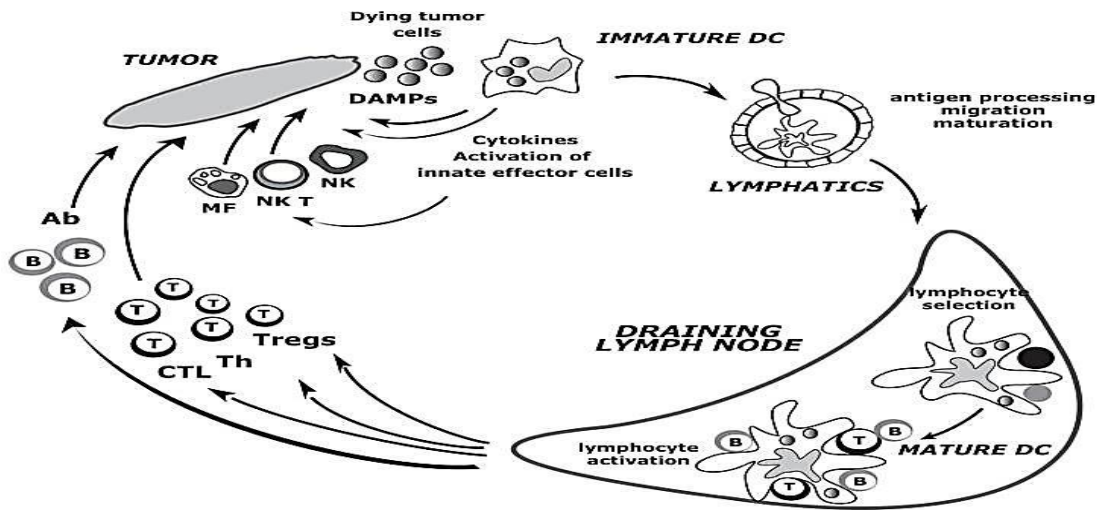 Dying tumor
cells
IMMATURE DC
TUMOR
DAMPs
antigen processing
migration
maturation
Cytokines
Activation of
innate effector cells
NK
NK T
MF
LYMPHATICS
Ab
B
B
B
T
T
T
T
T
T
Tregs
Th
CTL
lymphocyte
selection
DRAINING
LYMPH NODE
MATURE DC
lymphocyte
activation
B
T
B
B
T